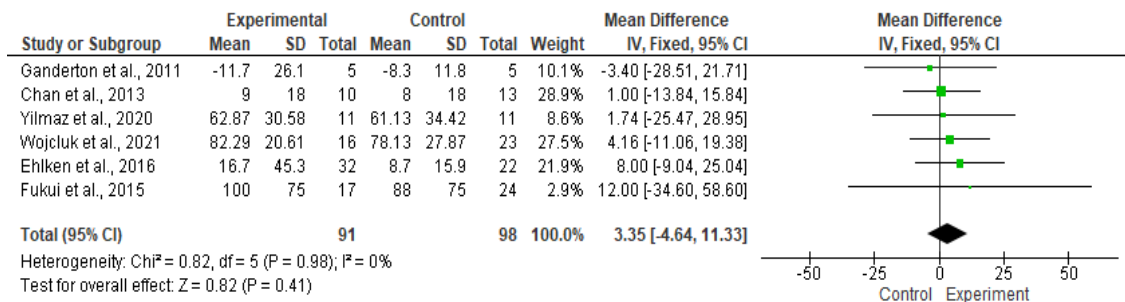 Experimental Control Mean Difference Mean Difference
Study or Subgroup Mean SD Total Mean SD Total Weight IV, Fixed, 95% CI IV, Fixed, 95% CI
Ganderton et al., 2011 -11.7 26.1 5 -8.3 11.8 5 10.1% -3.40 [-28.51, 21.71]
Chan et al., 2013 9 18 10 8 18 13 28.9% 1.00 [-13.84, 15.84]
Yilmaz et al., 2020 62.87 30.58 11 61.13 34.42 11 8.6% 1.74 [-25.47, 28.95]
Wojcluk et al., 2021 82.29 20.61 16 78.13 27.87 23 27.5% 4.16 [-11.06, 19.38]
Ehlken et al., 2016 16.7 45.3 32 8.7 15.9 22 21.9% 8.00 [-9.04, 25.04]
Fukui et al., 2015 100 75 17 88 75 24 2.9% 12.00 [-34.60, 58.60]
Total (95% CI) 91 98 100.0% 3.35 [-4.64, 11.33]
Heterogeneity: Chi² = 0.82, df = 5 (P = 0.98); I² = 0%
Test for overall effect: Z = 0.82 (P = 0.41)
-50 -25 0 25 50
Control Experiment